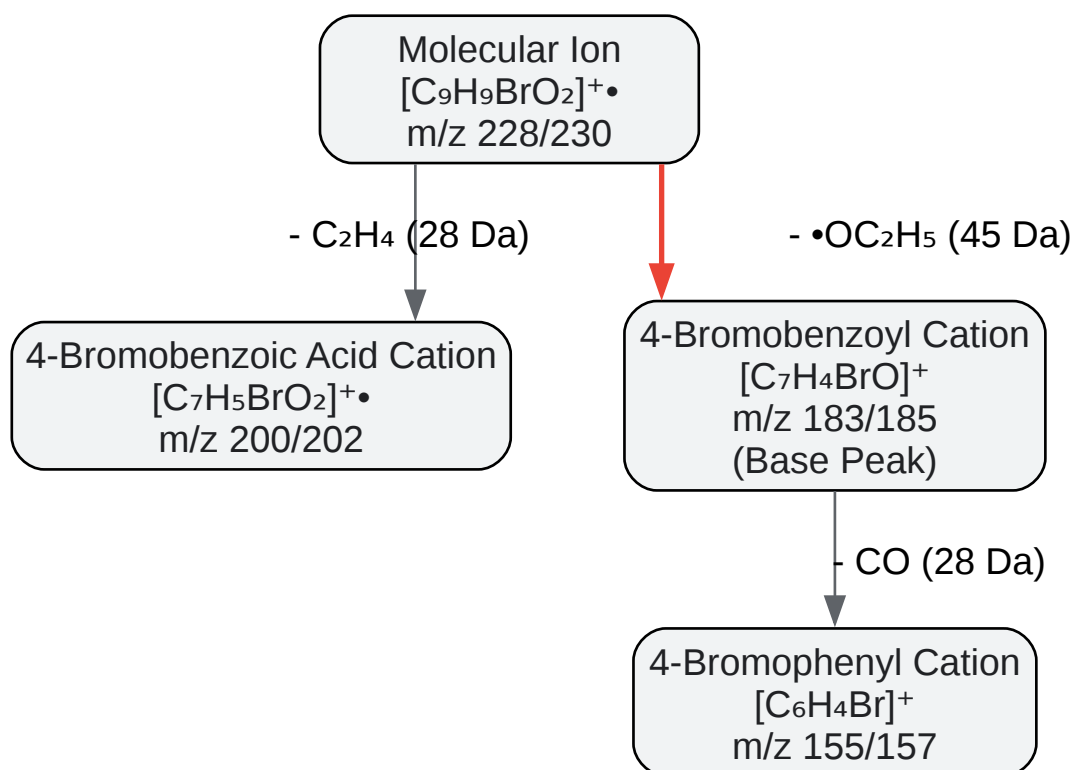 Molecular Ion
[C₉H₉BrO₂]⁺•
m/z 228/230
- C₂H₄ (28 Da)
- •OC₂H₅ (45 Da)
4-Bromobenzoic Acid Cation
[C₇H₅BrO₂]⁺•
m/z 200/202
4-Bromobenzoyl Cation
[C₇H₄BrO]⁺
m/z 183/185
(Base Peak)
- CO (28 Da)
4-Bromophenyl Cation
[C₆H₄Br]⁺
m/z 155/157